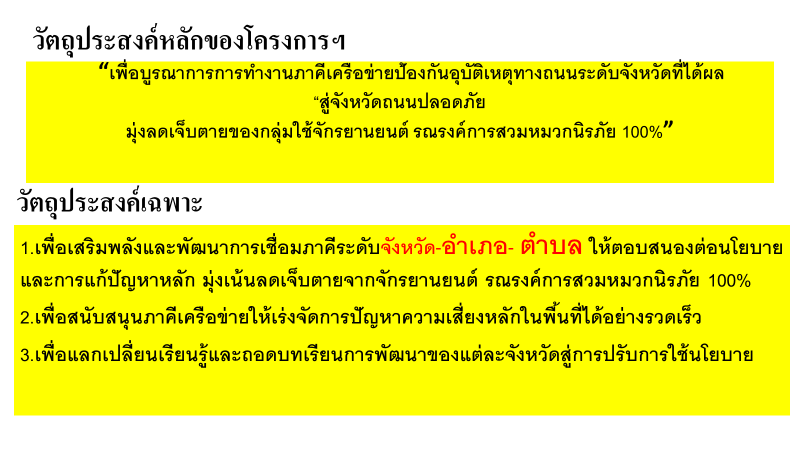 วัตถุประสงค์หลักของโครงการฯ
“เพื่อบูรณาการการทำงานภาคีเครือข่ายป้องกันอุบัติเหตุทางถนนระดับจังหวัดที่ได้ผล
“สู่จังหวัดถนนปลอดภัย
มุ่งลดเจ็บตายของกลุ่มใช้จักรยานยนต์ รณรงค์การสวมหมวกนิรภัย 100%”
วัตถุประสงค์เฉพาะ
1.เพื่อเสริมพลังและพัฒนาการเชื่อมภาคีระดับจังหวัด-อำเภอ- ตำบล ให้ตอบสนองต่อนโยบาย
และการแก้ปัญหาหลัก มุ่งเน้นลดเจ็บตายจากจักรยานยนต์ รณรงค์การสวมหมวกนิรภัย 100%
2.เพื่อสนับสนุนภาคีเครือข่ายให้เร่งจัดการปัญหาความเสี่ยงหลักในพื้นที่ได้อย่างรวดเร็ว
3.เพื่อแลกเปลี่ยนเรียนรู้และถอดบทเรียนการพัฒนาของแต่ละจังหวัดสู่การปรับการใช้นโยบาย